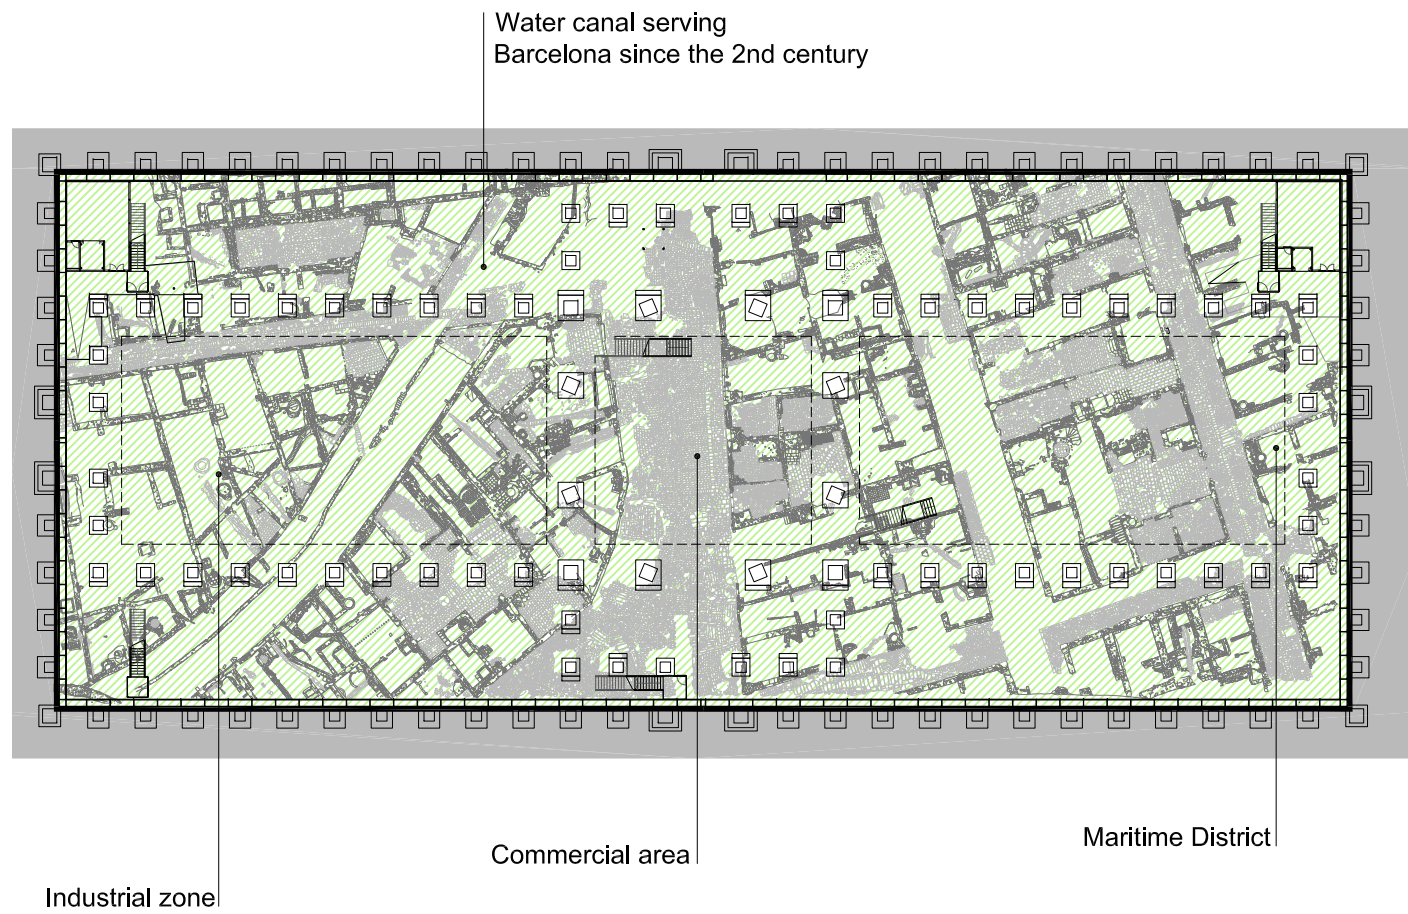 Water canal serving
Barcelona since the 2nd century
Commercial area
Maritime District
Industrial zone